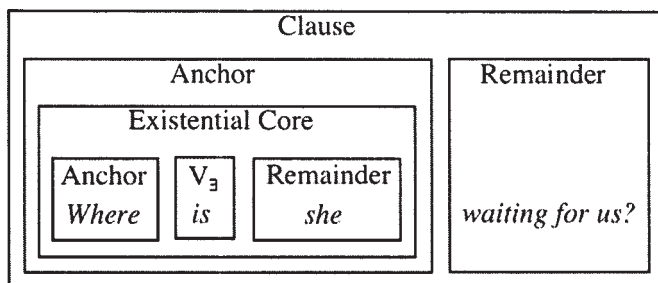 Clause
Anchor Remainder
Existential Core
Anchor V∃ Remainder
Where is she waiting for us?